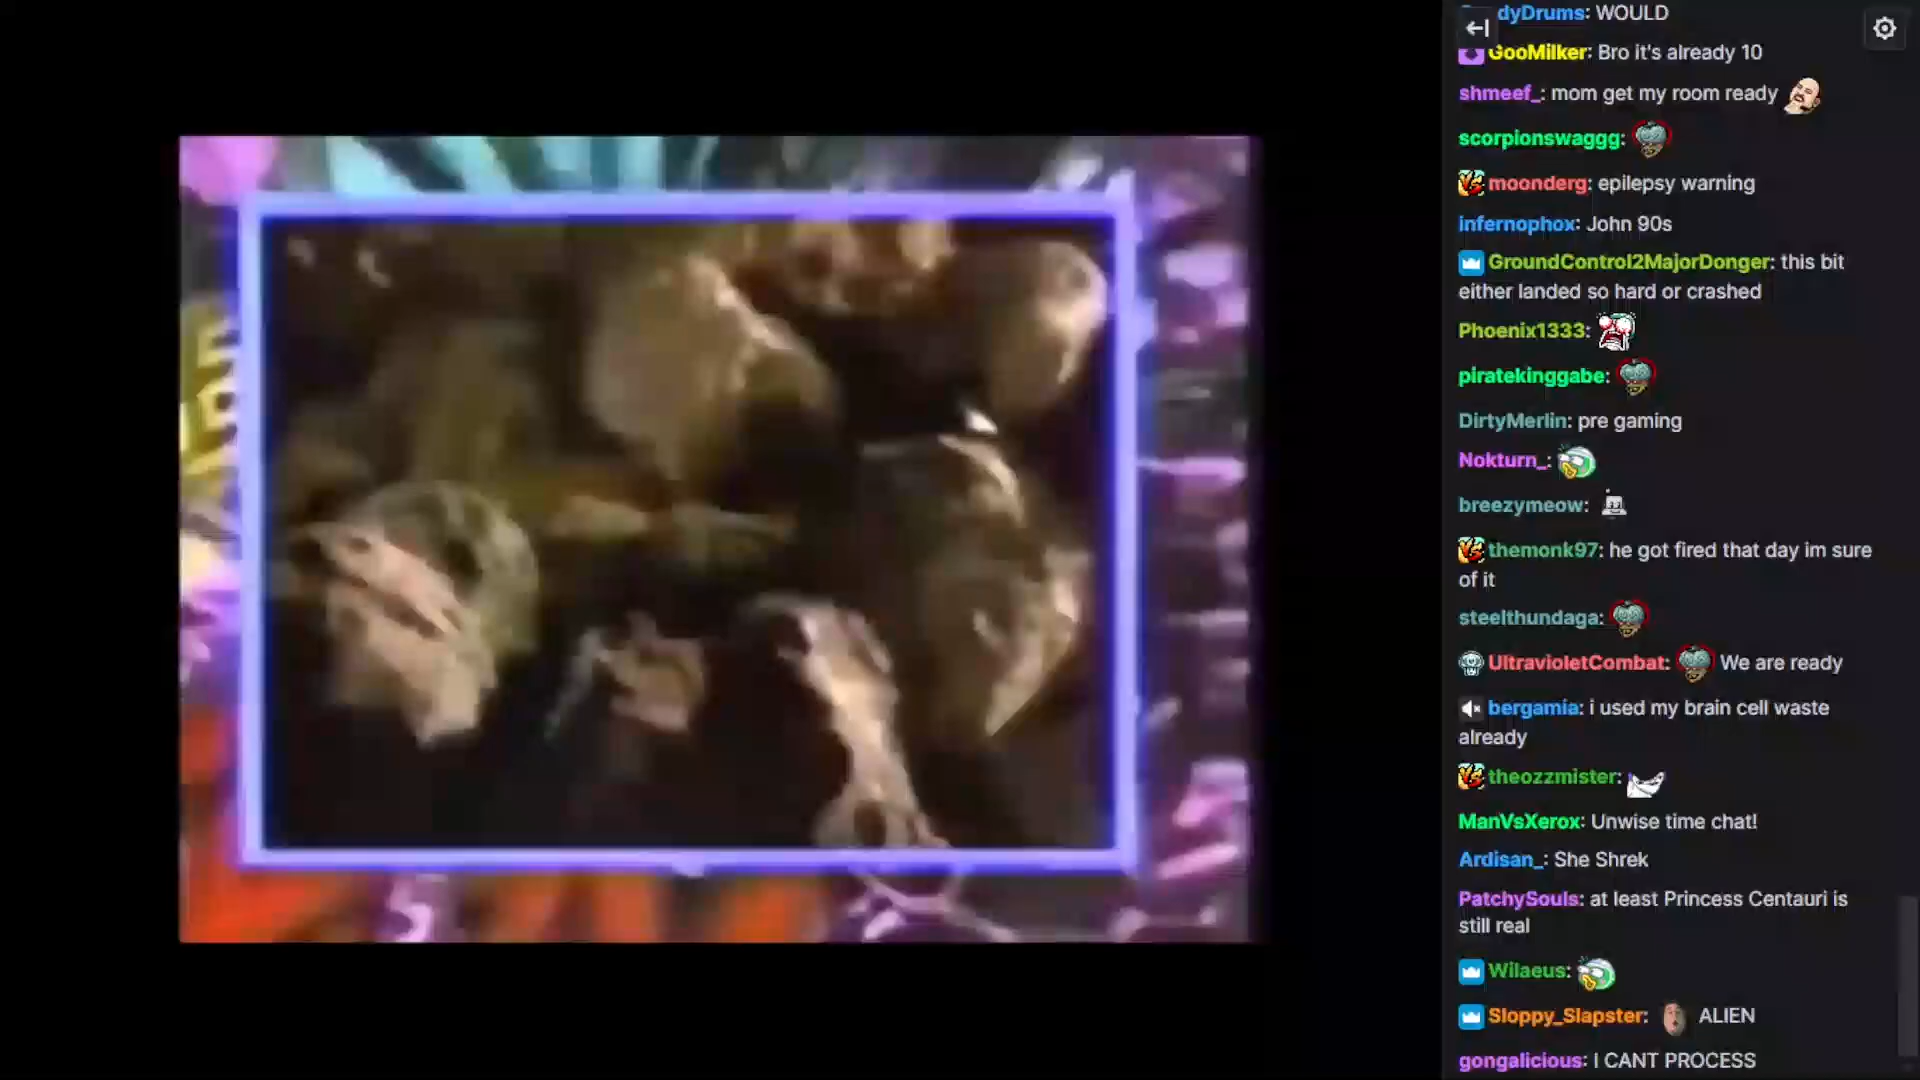 dyDrums: WOULD
GooMilker: Bro it's already 10
shmeef_: mom get my room ready
scorpionswaggg:
moonderg: epilepsy warning
infernophox: John 90s
GroundControl2MajorDonger: this bit
either landed so hard or crashed
Phoenix1333:
piratekinggabe:
DirtyMerlin: pre gaming
Nokturn_:
breezymeow:
themonk97: he got fired that day im sure
of it
steelthundaga:
UltravioletCombat: We are ready
bergamia: i used my brain cell waste
already
theozzmister:
ManVsXerox: Unwise time chat!
Ardisan_: She Shrek
PatchySouls: at least Princess Centauri is
still real
Wilaeus:
Sloppy_Slapster: ALIEN
gongalicious: I CANT PROCESS